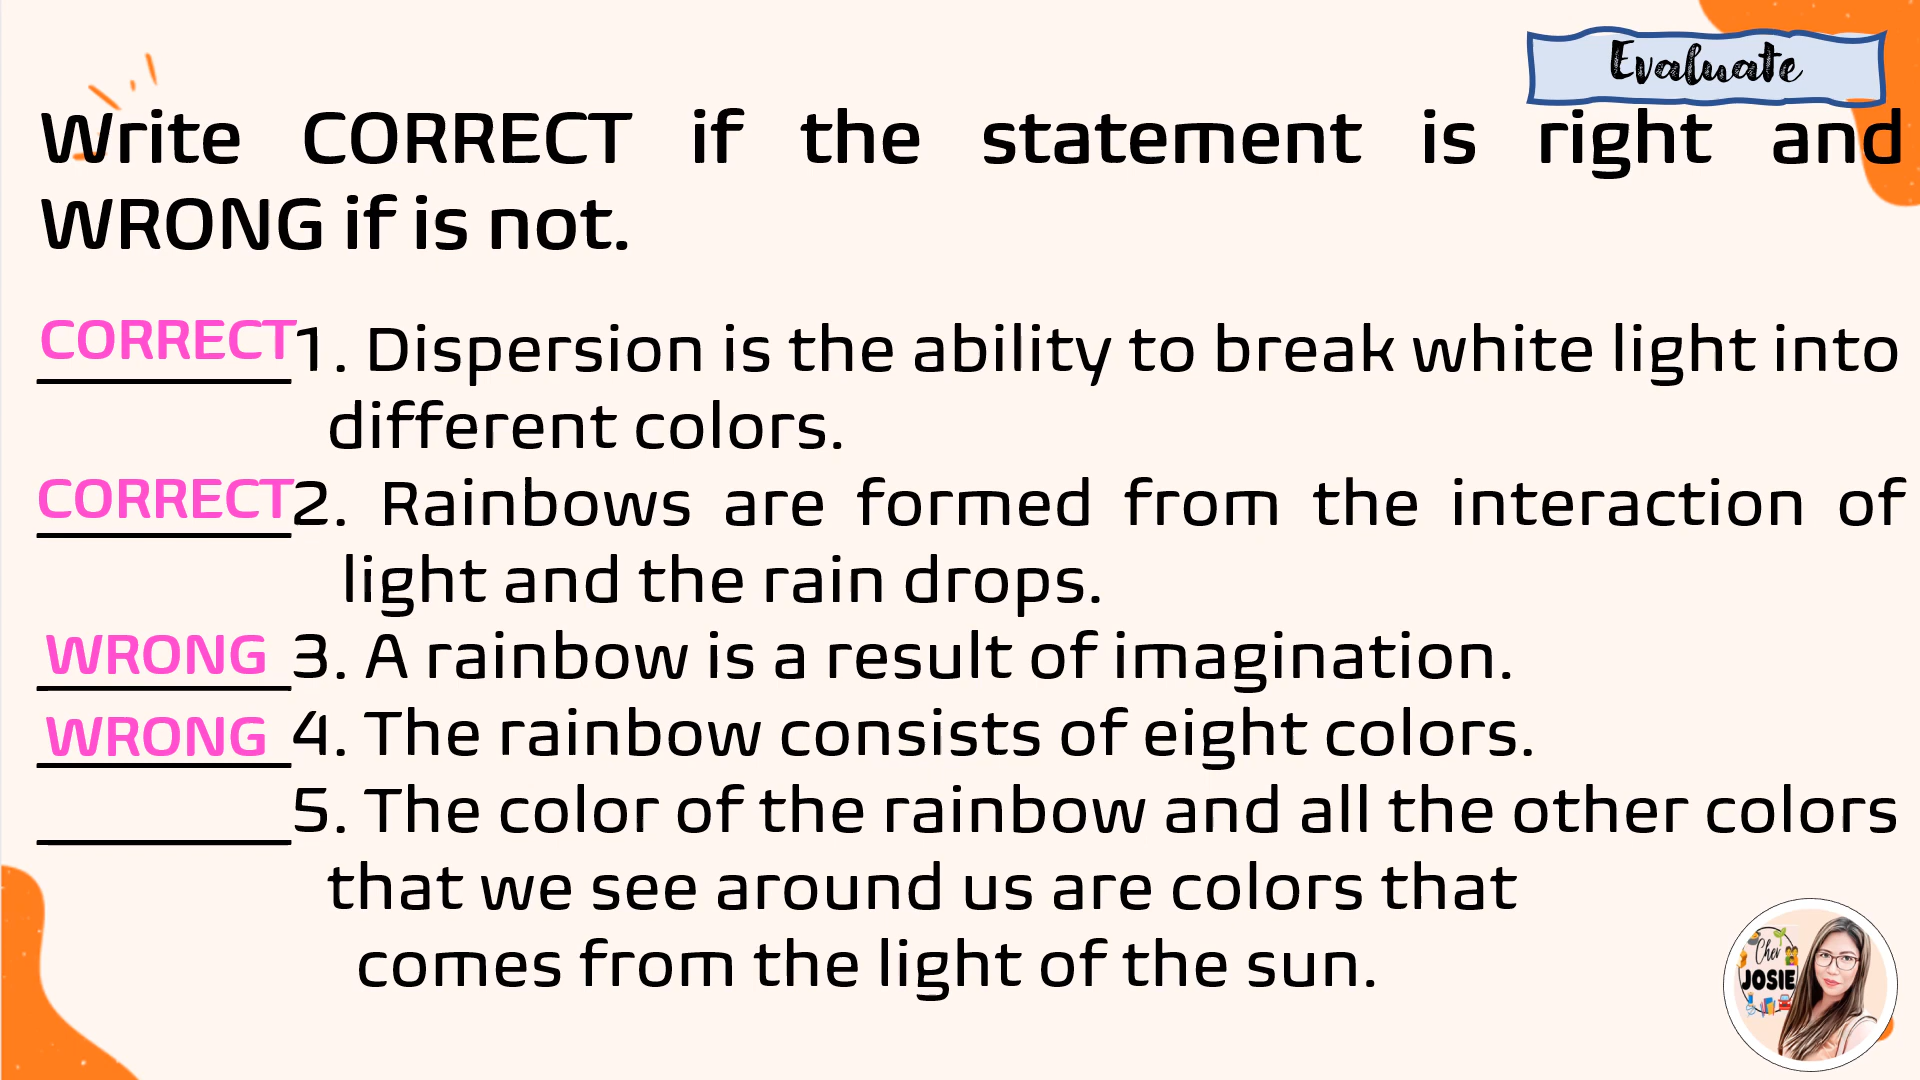 Evaluate
Write CORRECT if the statement is right and
WRONG if is not.
CORRECT 1. Dispersion is the ability to break white light into
different colors.
CORRECT 2. Rainbows are formed from the interaction of
light and the rain drops.
WRONG 3. A rainbow is a result of imagination.
WRONG 4. The rainbow consists of eight colors.
__________5. The color of the rainbow and all the other colors
that we see around us are colors that
comes from the light of the sun.
Cher
JOSIE